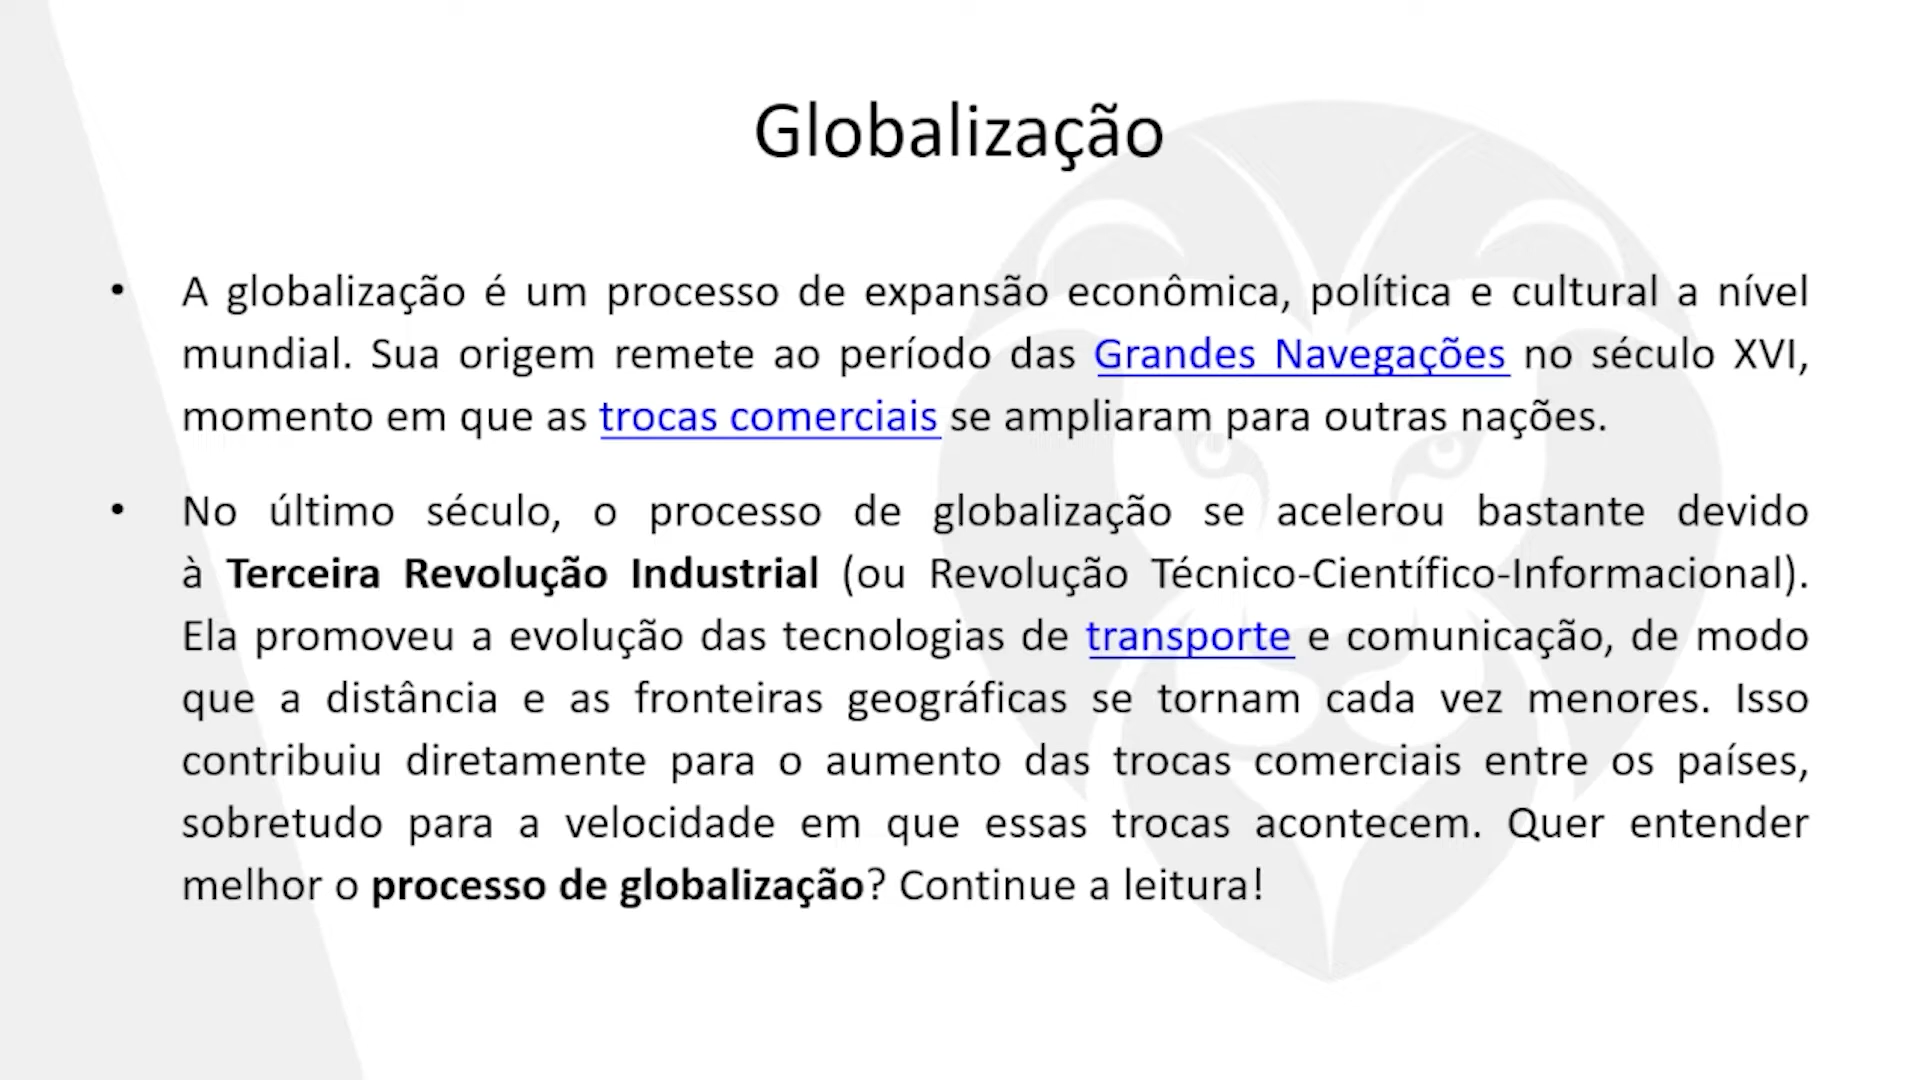 Globalização
• A globalização é um processo de expansão econômica, política e cultural a nível
mundial. Sua origem remete ao período das Grandes Navegações no século XVI,
momento em que as trocas comerciais se ampliaram para outras nações.
• No último século, o processo de globalização se acelerou bastante devido
à Terceira Revolução Industrial (ou Revolução Técnico-Científico-Informacional).
Ela promoveu a evolução das tecnologias de transporte e comunicação, de modo
que a distância e as fronteiras geográficas se tornam cada vez menores. Isso
contribuiu diretamente para o aumento das trocas comerciais entre os países,
sobretudo para a velocidade em que essas trocas acontecem. Quer entender
melhor o processo de globalização? Continue a leitura!